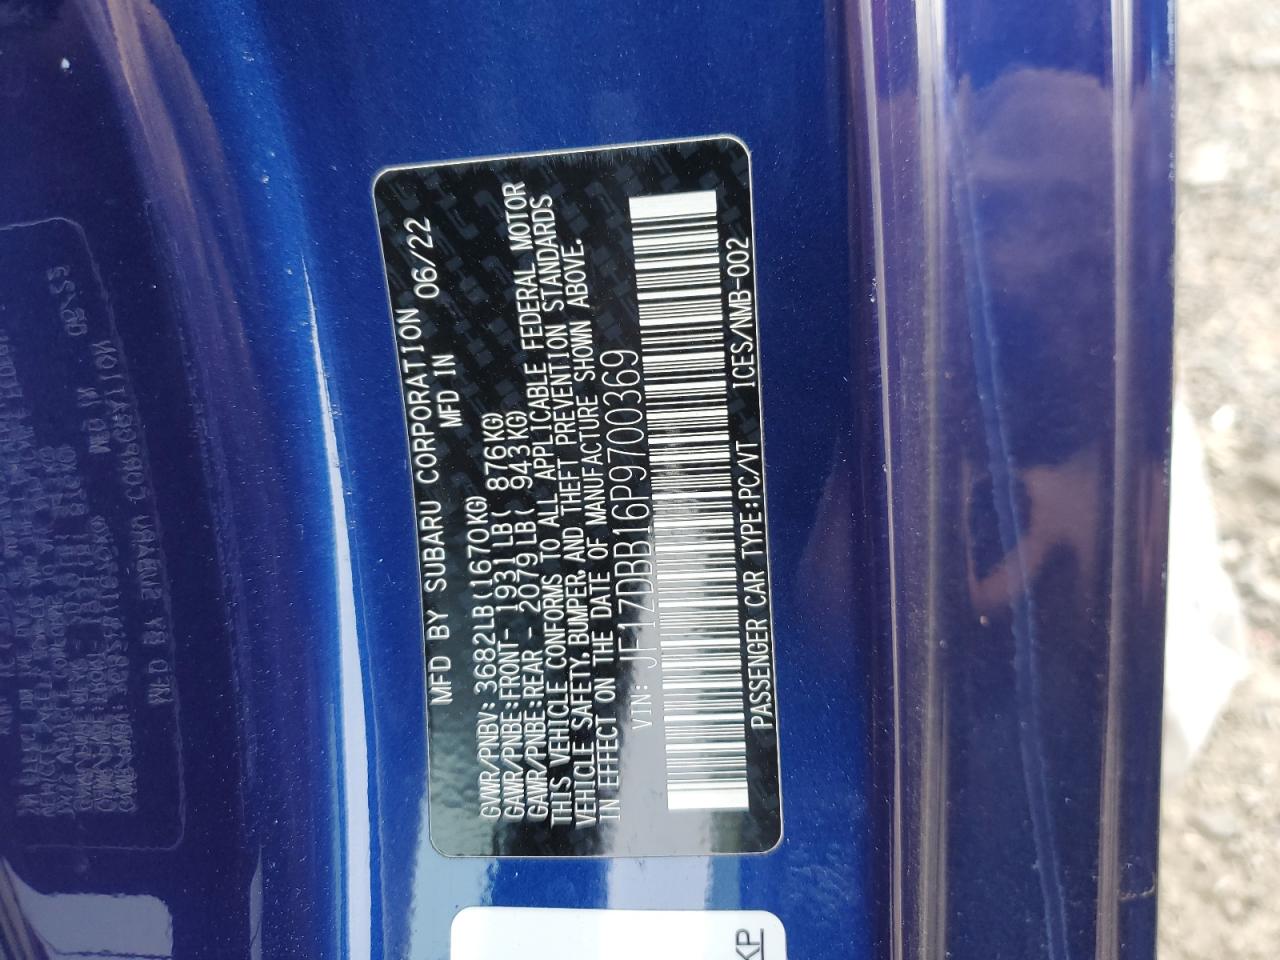 MFD BY SUBARU CORPORATION 06/22
MFD IN
GVWR/PNBV: 3682LB(1670KG)
GAWR/PNBE:FRONT- 1931LB( 876KG)
GAWR/PNBE:REAR - 2079LB( 943KG)
THIS VEHICLE CONFORMS TO ALL APPLICABLE FEDERAL MOTOR
VEHICLE SAFETY,BUMPER, AND THEFT PREVENTION STANDARDS
IN EFFECT ON THE DATE OF MANUFACTURE SHOWN ABOVE.
VIN: JF1ZDBB16P9700369
PASSENGER CAR TYPE:PC/VT ICES/NMB-002
KP